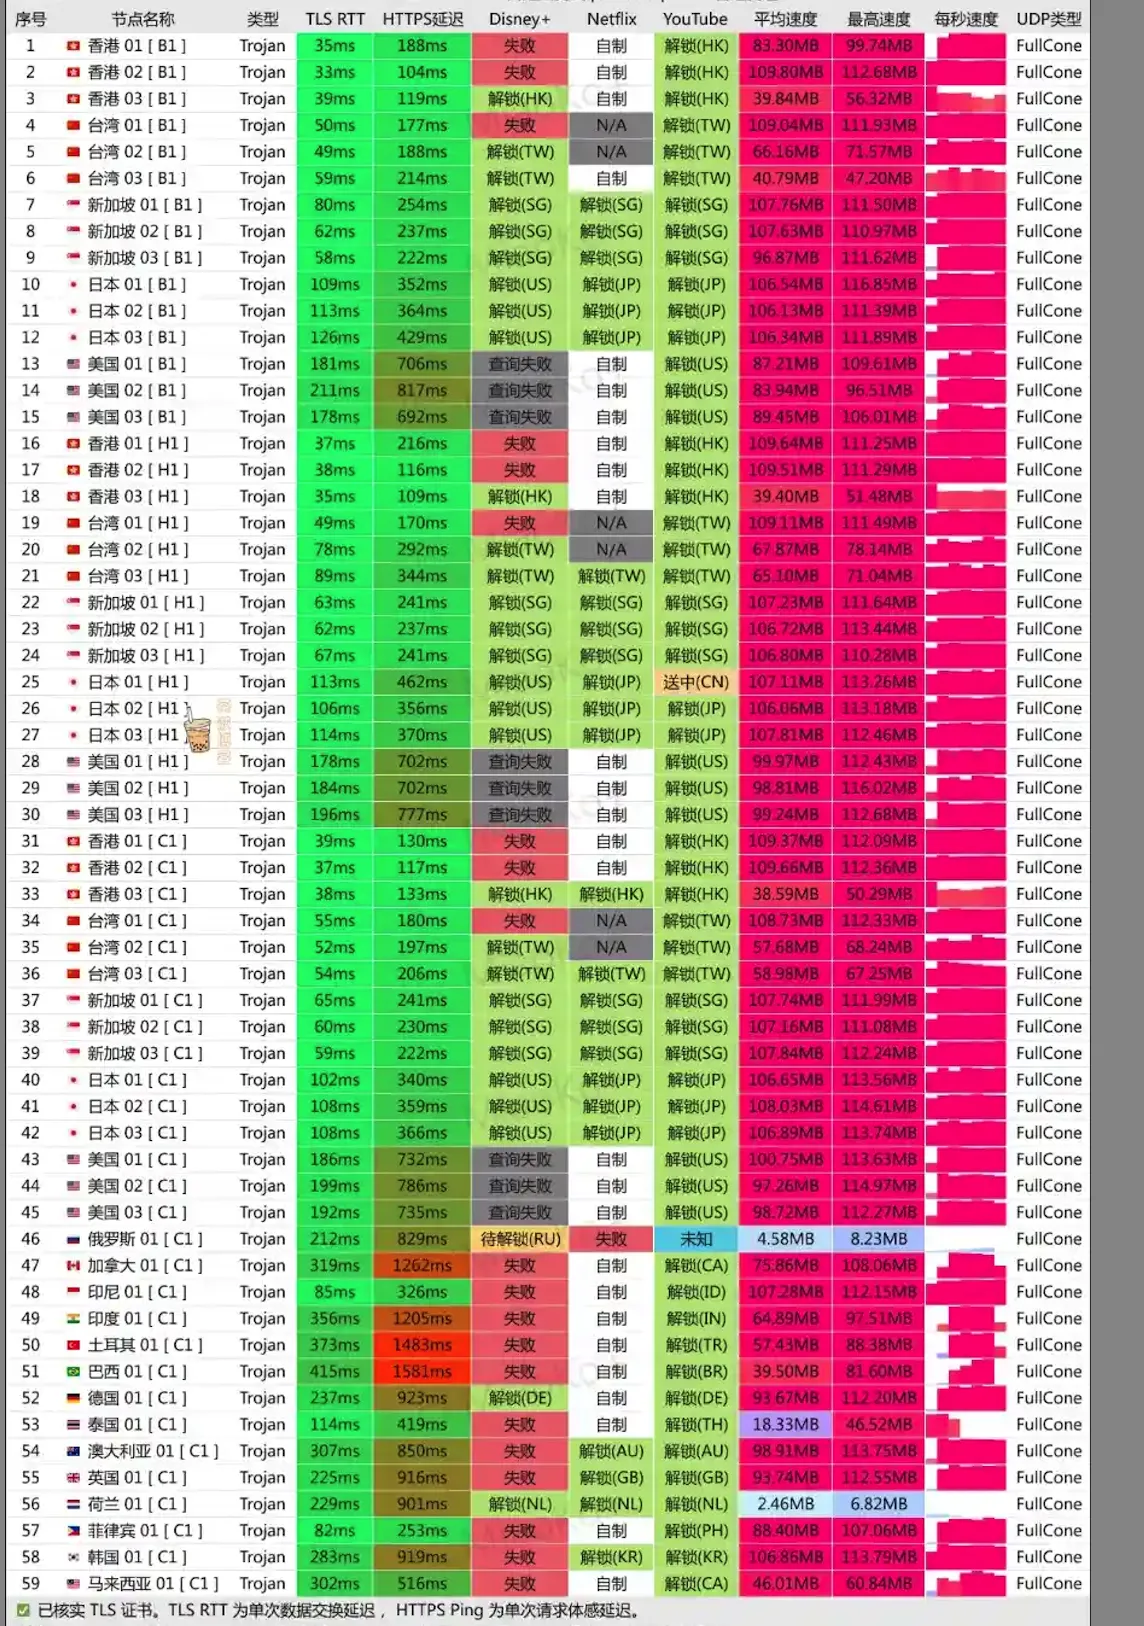 序号 节点名称 类型 TLS RTT HTTPS延迟 Disney+ Netflix YouTube 平均速度 最高速度 每秒速度 UDP类型
1 香港 01 [ B1 ] Trojan 35ms 188ms 失败 自制 解锁(HK) 83.30MB 99.74MB FullCone
2 香港 02 [ B1 ] Trojan 33ms 104ms 失败 自制 解锁(HK) 109.80MB 112.68MB FullCone
3 香港 03 [ B1 ] Trojan 39ms 119ms 解锁(HK) 自制 解锁(HK) 39.84MB 56.32MB FullCone
4 台湾 01 [ B1 ] Trojan 50ms 177ms 失败 N/A 解锁(TW) 109.04MB 111.93MB FullCone
5 台湾 02 [ B1 ] Trojan 49ms 188ms 解锁(TW) N/A 解锁(TW) 66.16MB 71.57MB FullCone
6 台湾 03 [ B1 ] Trojan 59ms 214ms 解锁(TW) 自制 解锁(TW) 40.79MB 47.20MB FullCone
7 新加坡 01 [ B1 ] Trojan 80ms 254ms 解锁(SG) 解锁(SG) 解锁(SG) 107.76MB 111.50MB FullCone
8 新加坡 02 [ B1 ] Trojan 62ms 237ms 解锁(SG) 解锁(SG) 解锁(SG) 107.63MB 110.97MB FullCone
9 新加坡 03 [ B1 ] Trojan 58ms 222ms 解锁(SG) 解锁(SG) 解锁(SG) 96.87MB 111.62MB FullCone
10 日本 01 [ B1 ] Trojan 109ms 352ms 解锁(US) 解锁(JP) 解锁(JP) 106.54MB 116.85MB FullCone
11 日本 02 [ B1 ] Trojan 113ms 364ms 解锁(US) 解锁(JP) 解锁(JP) 106.13MB 111.39MB FullCone
12 日本 03 [ B1 ] Trojan 126ms 429ms 解锁(US) 解锁(JP) 解锁(JP) 106.34MB 111.89MB FullCone
13 美国 01 [ B1 ] Trojan 181ms 706ms 查询失败 自制 解锁(US) 87.21MB 109.61MB FullCone
14 美国 02 [ B1 ] Trojan 211ms 817ms 查询失败 自制 解锁(US) 83.94MB 96.51MB FullCone
15 美国 03 [ B1 ] Trojan 178ms 692ms 查询失败 自制 解锁(US) 89.45MB 106.01MB FullCone
16 香港 01 [ H1 ] Trojan 37ms 216ms 失败 自制 解锁(HK) 109.64MB 111.25MB FullCone
17 香港 02 [ H1 ] Trojan 38ms 116ms 失败 自制 解锁(HK) 109.51MB 111.29MB FullCone
18 香港 03 [ H1 ] Trojan 35ms 109ms 解锁(HK) 自制 解锁(HK) 39.40MB 51.48MB FullCone
19 台湾 01 [ H1 ] Trojan 49ms 170ms 失败 N/A 解锁(TW) 109.11MB 111.49MB FullCone
20 台湾 02 [ H1 ] Trojan 78ms 292ms 解锁(TW) N/A 解锁(TW) 67.87MB 78.14MB FullCone
21 台湾 03 [ H1 ] Trojan 89ms 344ms 解锁(TW) 解锁(TW) 解锁(TW) 65.10MB 71.04MB FullCone
22 新加坡 01 [ H1 ] Trojan 63ms 241ms 解锁(SG) 解锁(SG) 解锁(SG) 107.23MB 111.64MB FullCone
23 新加坡 02 [ H1 ] Trojan 62ms 237ms 解锁(SG) 解锁(SG) 解锁(SG) 106.72MB 113.44MB FullCone
24 新加坡 03 [ H1 ] Trojan 67ms 241ms 解锁(SG) 解锁(SG) 解锁(SG) 106.80MB 110.28MB FullCone
25 日本 01 [ H1 ] Trojan 113ms 462ms 解锁(US) 解锁(JP) 送中(CN) 107.11MB 113.26MB FullCone
26 日本 02 [ H1 ] Trojan 106ms 356ms 解锁(US) 解锁(JP) 解锁(JP) 106.06MB 113.18MB FullCone
27 日本 03 [ H1 Trojan 114ms 370ms 解锁(US) 解锁(JP) 解锁(JP) 107.81MB 112.46MB FullCone
28 美国 01 [ H1 ] Trojan 178ms 702ms 查询失败 自制 解锁(US) 99.97MB 112.43MB FullCone
29 美国 02 [ H1 ] Trojan 184ms 702ms 查询失败 自制 解锁(US) 98.81MB 116.02MB FullCone
30 美国 03 [ H1 ] Trojan 196ms 777ms 查询失败 自制 解锁(US) 99.24MB 112.68MB FullCone
31 香港 01 [ C1 ] Trojan 39ms 130ms 失败 自制 解锁(HK) 109.37MB 112.09MB FullCone
32 香港 02 [ C1 ] Trojan 37ms 117ms 失败 自制 解锁(HK) 109.66MB 112.36MB FullCone
33 香港 03 [ C1 ] Trojan 38ms 133ms 解锁(HK) 解锁(HK) 解锁(HK) 38.59MB 50.29MB FullCone
34 台湾 01 [ C1 ] Trojan 55ms 180ms 失败 N/A 解锁(TW) 108.73MB 112.33MB FullCone
35 台湾 02 [ C1 ] Trojan 52ms 197ms 解锁(TW) N/A 解锁(TW) 57.68MB 68.24MB FullCone
36 台湾 03 [ C1 ] Trojan 54ms 206ms 解锁(TW) 解锁(TW) 解锁(TW) 58.98MB 67.25MB FullCone
37 新加坡 01 [ C1 ] Trojan 65ms 241ms 解锁(SG) 解锁(SG) 解锁(SG) 107.74MB 111.99MB FullCone
38 新加坡 02 [ C1 ] Trojan 60ms 230ms 解锁(SG) 解锁(SG) 解锁(SG) 107.16MB 111.08MB FullCone
39 新加坡 03 [ C1 ] Trojan 59ms 222ms 解锁(SG) 解锁(SG) 解锁(SG) 107.84MB 112.24MB FullCone
40 日本 01 [ C1 ] Trojan 102ms 340ms 解锁(US) 解锁(JP) 解锁(JP) 106.65MB 113.56MB FullCone
41 日本 02 [ C1 ] Trojan 108ms 359ms 解锁(US) 解锁(JP) 解锁(JP) 108.03MB 114.61MB FullCone
42 日本 03 [ C1 ] Trojan 108ms 366ms 解锁(US) 解锁(JP) 解锁(JP) 106.89MB 113.74MB FullCone
43 美国 01 [ C1 ] Trojan 186ms 732ms 查询失败 自制 解锁(US) 100.75MB 113.63MB FullCone
44 美国 02 [ C1 ] Trojan 199ms 786ms 查询失败 自制 解锁(US) 97.26MB 114.97MB FullCone
45 美国 03 [ C1 ] Trojan 192ms 735ms 查询失败 自制 解锁(US) 98.72MB 112.27MB FullCone
46 俄罗斯 01 [ C1 ] Trojan 212ms 829ms 待解锁(RU) 失败 未知 4.58MB 8.23MB FullCone
47 加拿大 01 [ C1 ] Trojan 319ms 1262ms 失败 自制 解锁(CA) 75.86MB 108.06MB FullCone
48 印尼 01 [ C1 ] Trojan 85ms 326ms 失败 自制 解锁(ID) 107.28MB 112.15MB FullCone
49 印度 01 [ C1 ] Trojan 356ms 1205ms 失败 自制 解锁(IN) 64.89MB 97.51MB FullCone
50 土耳其 01 [ C1 ] Trojan 373ms 1483ms 失败 自制 解锁(TR) 57.43MB 88.38MB FullCone
51 巴西 01 [ C1 ] Trojan 415ms 1581ms 失败 自制 解锁(BR) 39.50MB 81.60MB FullCone
52 德国 01 [ C1 ] Trojan 237ms 923ms 解锁(DE) 自制 解锁(DE) 93.67MB 112.20MB FullCone
53 泰国 01 [ C1 ] Trojan 114ms 419ms 失败 自制 解锁(TH) 18.33MB 46.52MB FullCone
54 澳大利亚 01 [ C1 ] Trojan 307ms 850ms 失败 解锁(AU) 解锁(AU) 98.91MB 113.75MB FullCone
55 英国 01 [ C1 ] Trojan 225ms 916ms 失败 解锁(GB) 解锁(GB) 93.74MB 112.55MB FullCone
56 荷兰 01 [ C1 ] Trojan 229ms 901ms 解锁(NL) 解锁(NL) 解锁(NL) 2.46MB 6.82MB FullCone
57 菲律宾 01 [ C1 ] Trojan 82ms 253ms 失败 自制 解锁(PH) 88.40MB 107.06MB FullCone
58 韩国 01 [ C1 ] Trojan 283ms 919ms 失败 解锁(KR) 解锁(KR) 106.86MB 113.79MB FullCone
59 马来西亚 01 [ C1 ] Trojan 302ms 516ms 失败 自制 解锁(CA) 46.01MB 60.84MB FullCone
已核实 TLS 证书。TLS RTT 为单次数据交换延迟， HTTPS Ping 为单次请求体感延迟。